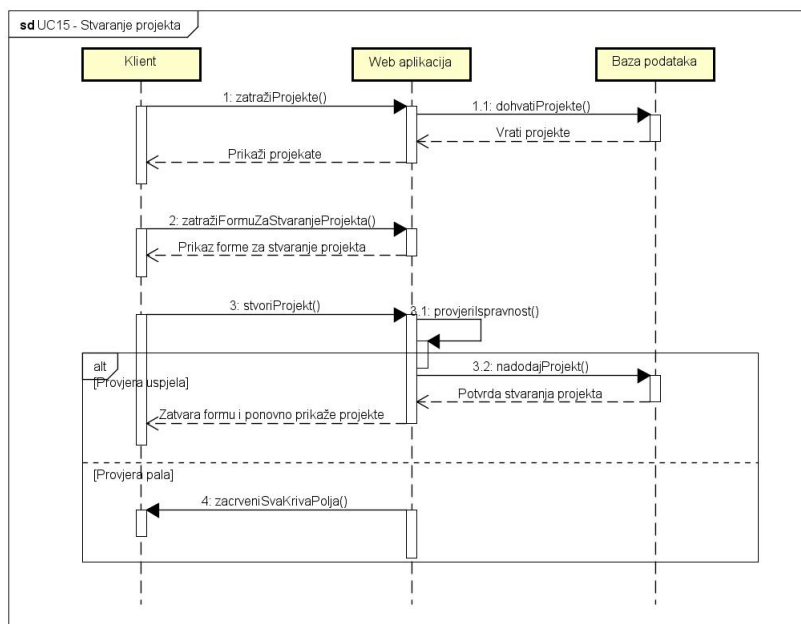 sd UC15 - Stvaranje projekta
Klient
Web aplikacija
Baza podataka
1: zatražiProjekte()
1.1: dohvatiProjekte()
Vrati projekte
Prikaži projekate
2: zatražiFormuZaStvaranjeProjekta()
Prikaz forme za stvaranje projekta
3: stvoriProjekt()
3.1: provjeriIspravnost()
alt
[Provjera uspjela]
3.2: nadodajProjekt()
Potvrda stvaranja projekta
Zatvara formu i ponovno prikaže projekte
[Provjera pala]
4: zacrveniSvaKrivaPolja()